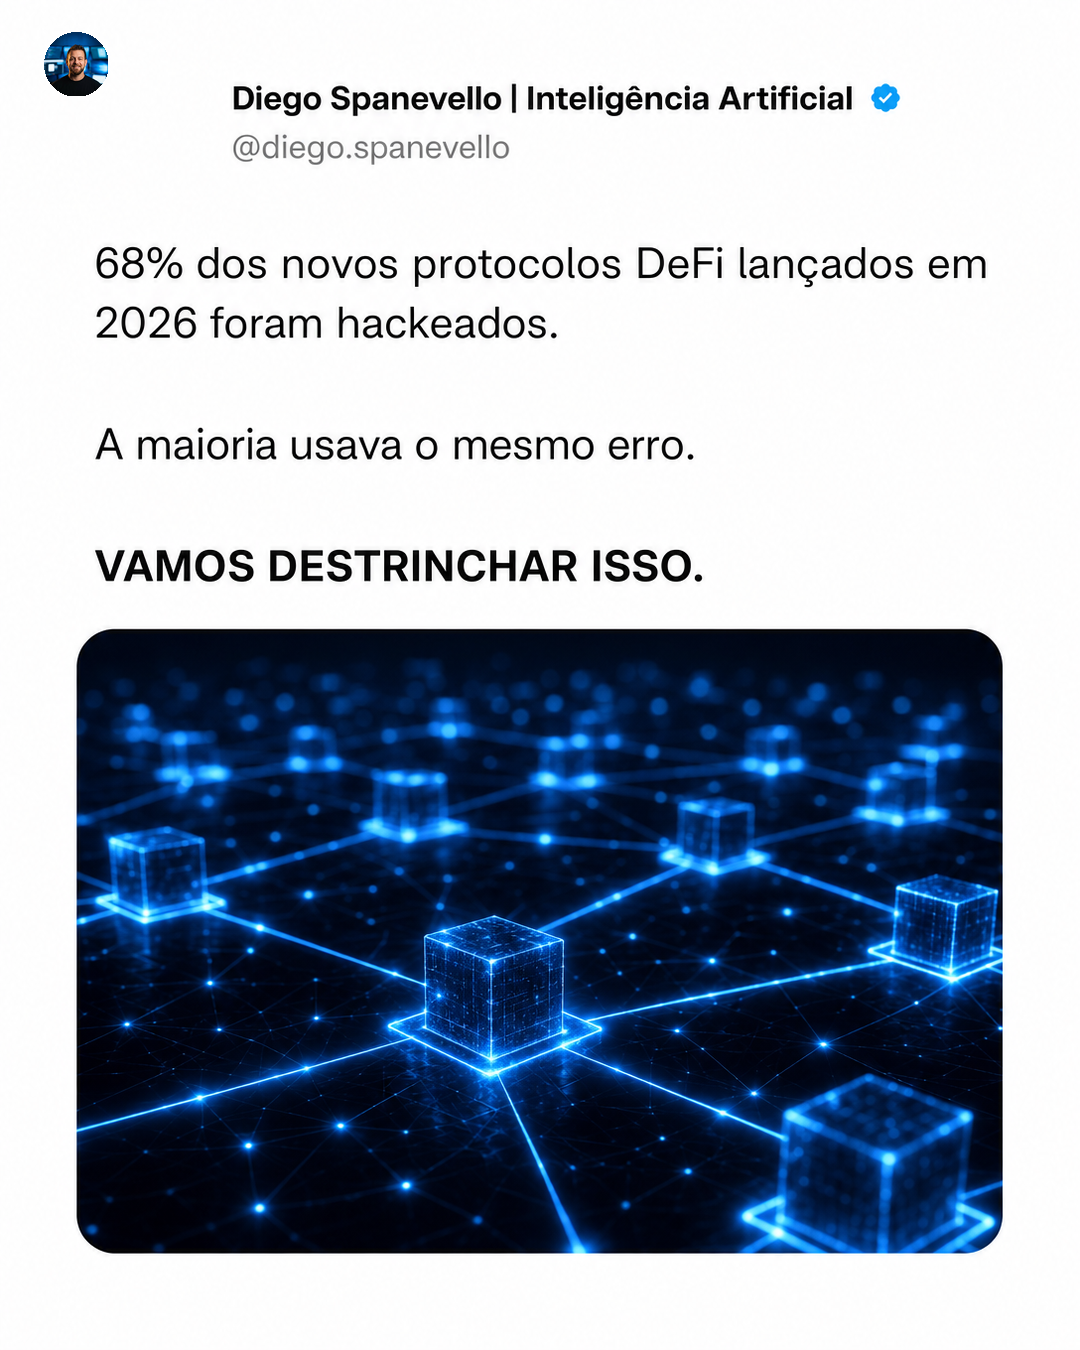 Diego Spanevello | Inteligência Artificial
@diego.spanevello
68% dos novos protocolos DeFi lançados em
2026 foram hackeados.
A maioria usava o mesmo erro.
VAMOS DESTRINCHAR ISSO.